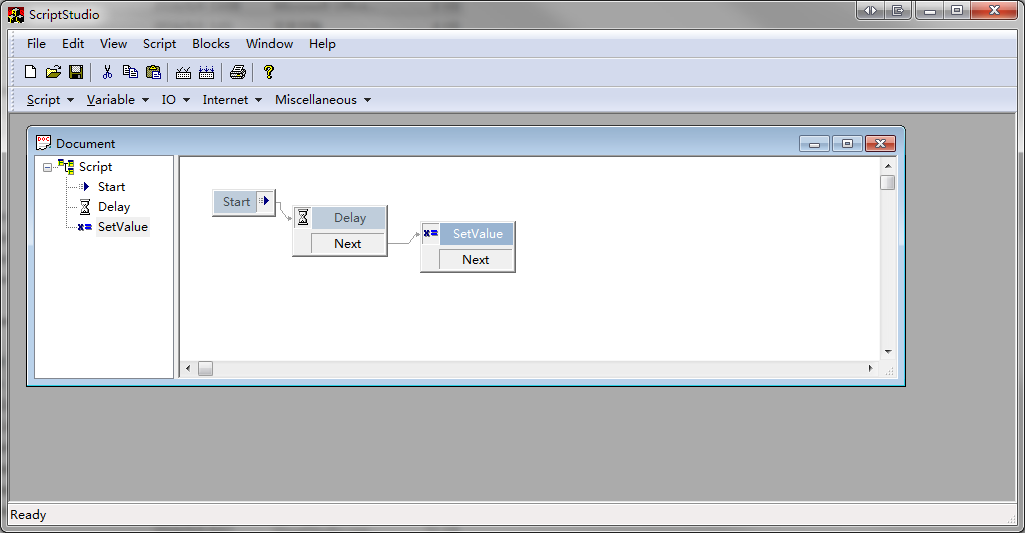 ScriptStudio
File Edit View Script Blocks Window Help
Script Variable IO Internet Miscellaneous
DOC Document
Script
Start
Delay
SetValue
Start
Delay
Next
x= SetValue
Next
Ready